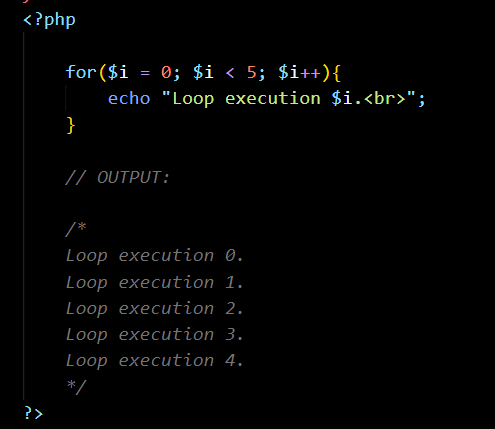 <?php
for($i = 0; $i < 5; $i++){
echo "Loop execution $i.<br>";
}
// OUTPUT:
/*
Loop execution 0.
Loop execution 1.
Loop execution 2.
Loop execution 3.
Loop execution 4.
*/
?>